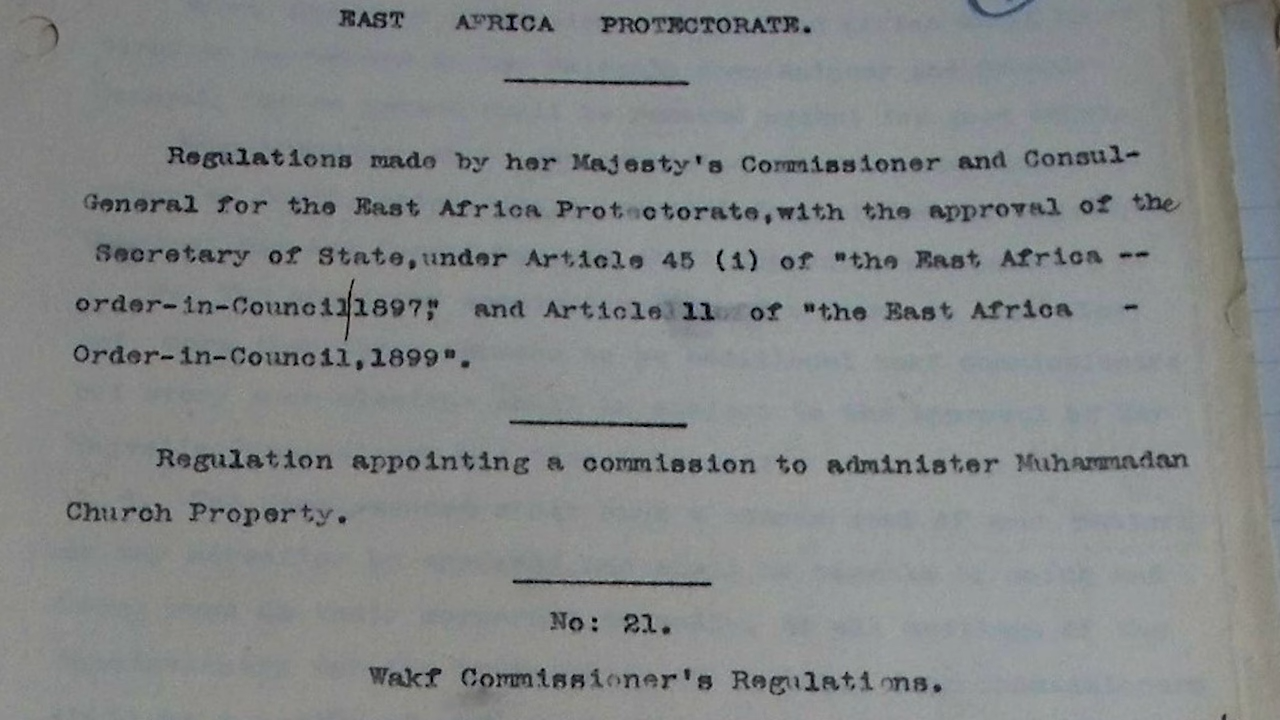 EAST AFRICA PROTECTORATE.
Regulations made by her Majesty's Commissioner and Consul-
General for the East Africa Protectorate,with the approval of the
Secretary of State,under Article 45 (i) of "the East Africa --
order-in-Council/1897;" and Article 11 of "the East Africa -
Order-in-Council,1899".
Regulation appointing a commission to administer Muhammadan
Church Property.
No: 21.
Wakf Commissioner's Regulations.